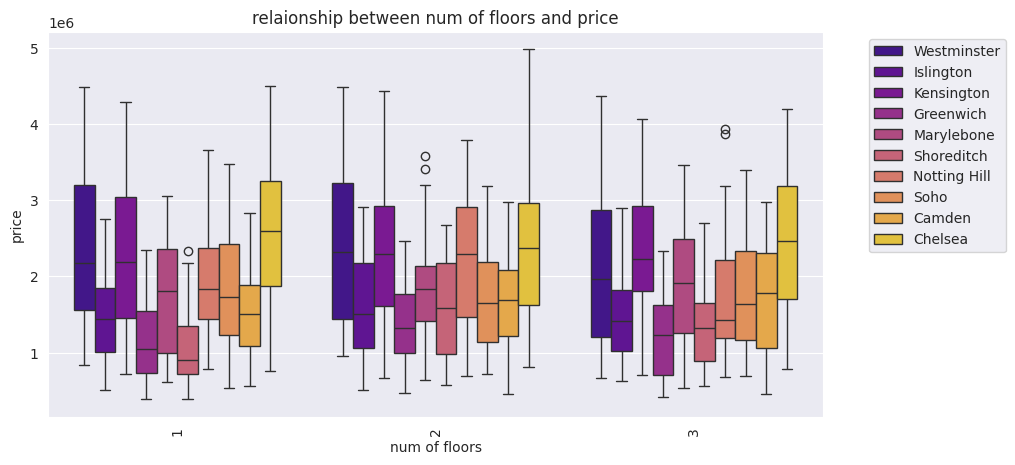 relaionship between num of floors and price
1e6
5
4
3
2
1
price
1
2
3
num of floors
Westminster
Islington
Kensington
Greenwich
Marylebone
Shoreditch
Notting Hill
Soho
Camden
Chelsea